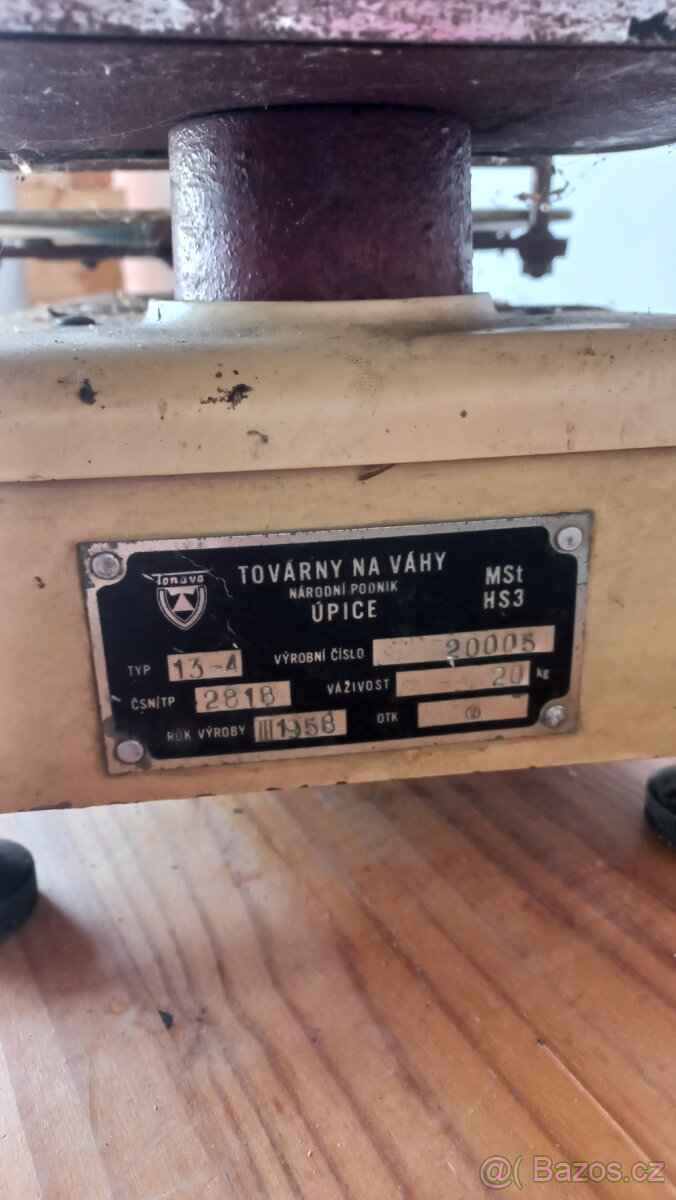 Tonava
TOVÁRNY NA VÁHY
NÁRODNÍ PODNIK
ÚPICE
MSt
HS3
TYP 13-4
VÝROBNÍ ČÍSLO 20005
ČSN/TP 2818
VÁŽIVOST 20 kg
ROK VÝROBY III 1958
OTK
@( Bazos.cz